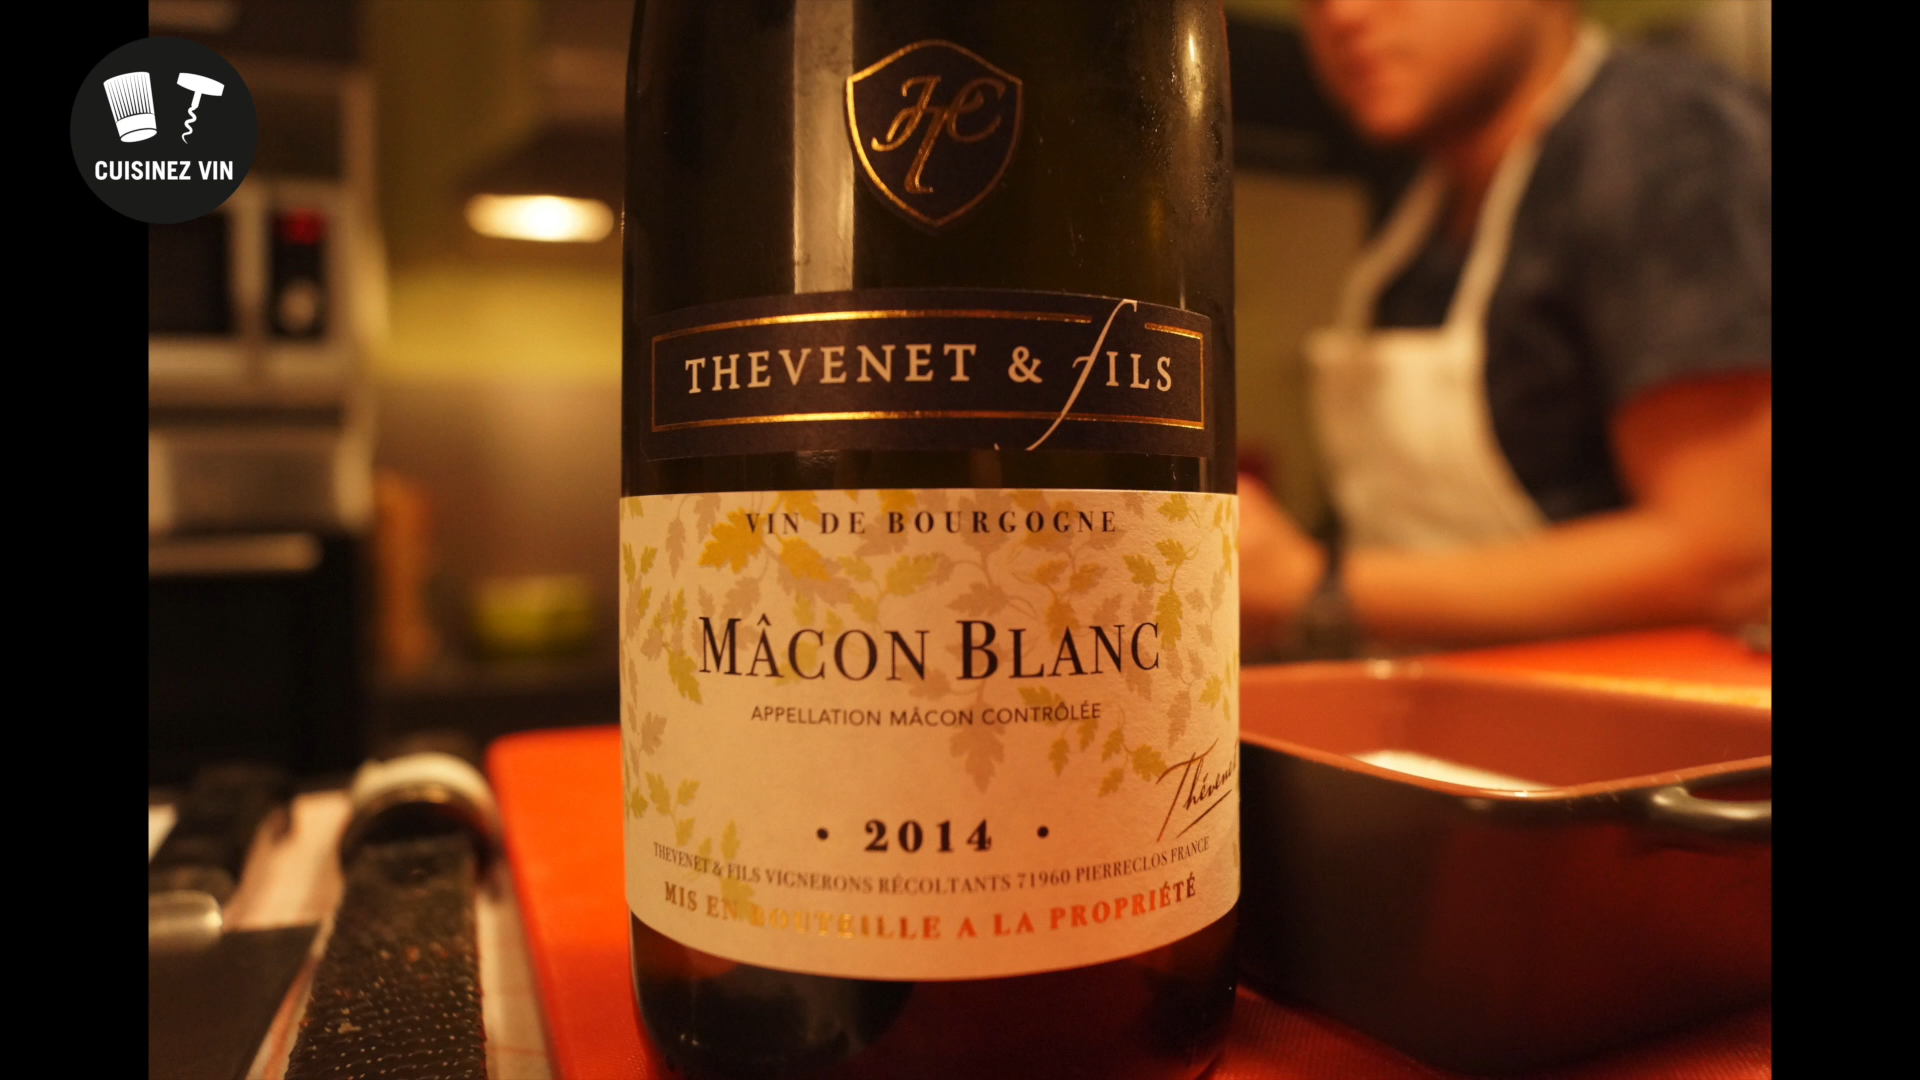 CUISINEZ VIN
THEVENET & fILS
VIN DE BOURGOGNE
MÂCON BLANC
APPELLATION MÂCON CONTRÔLÉE
• 2014 •
THEVENET & FILS VIGNERONS RÉCOLTANTS 71960 PIERRECLOS FRANCE
MIS EN BOUTEILLE A LA PROPRIÉTÉ